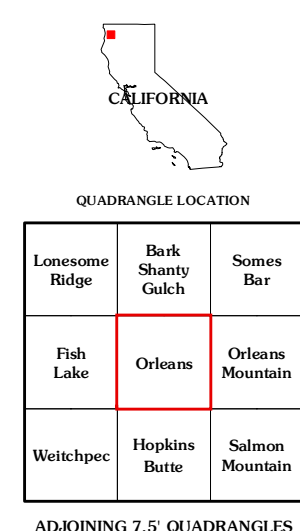 CALIFORNIA
QUADRANGLE LOCATION
Lonesome
Ridge
Bark
Shanty
Gulch
Somes
Bar
Fish
Lake
Orleans
Orleans
Mountain
Weitchpec
Hopkins
Butte
Salmon
Mountain
ADJOINING 7.5' QUADRANGLES